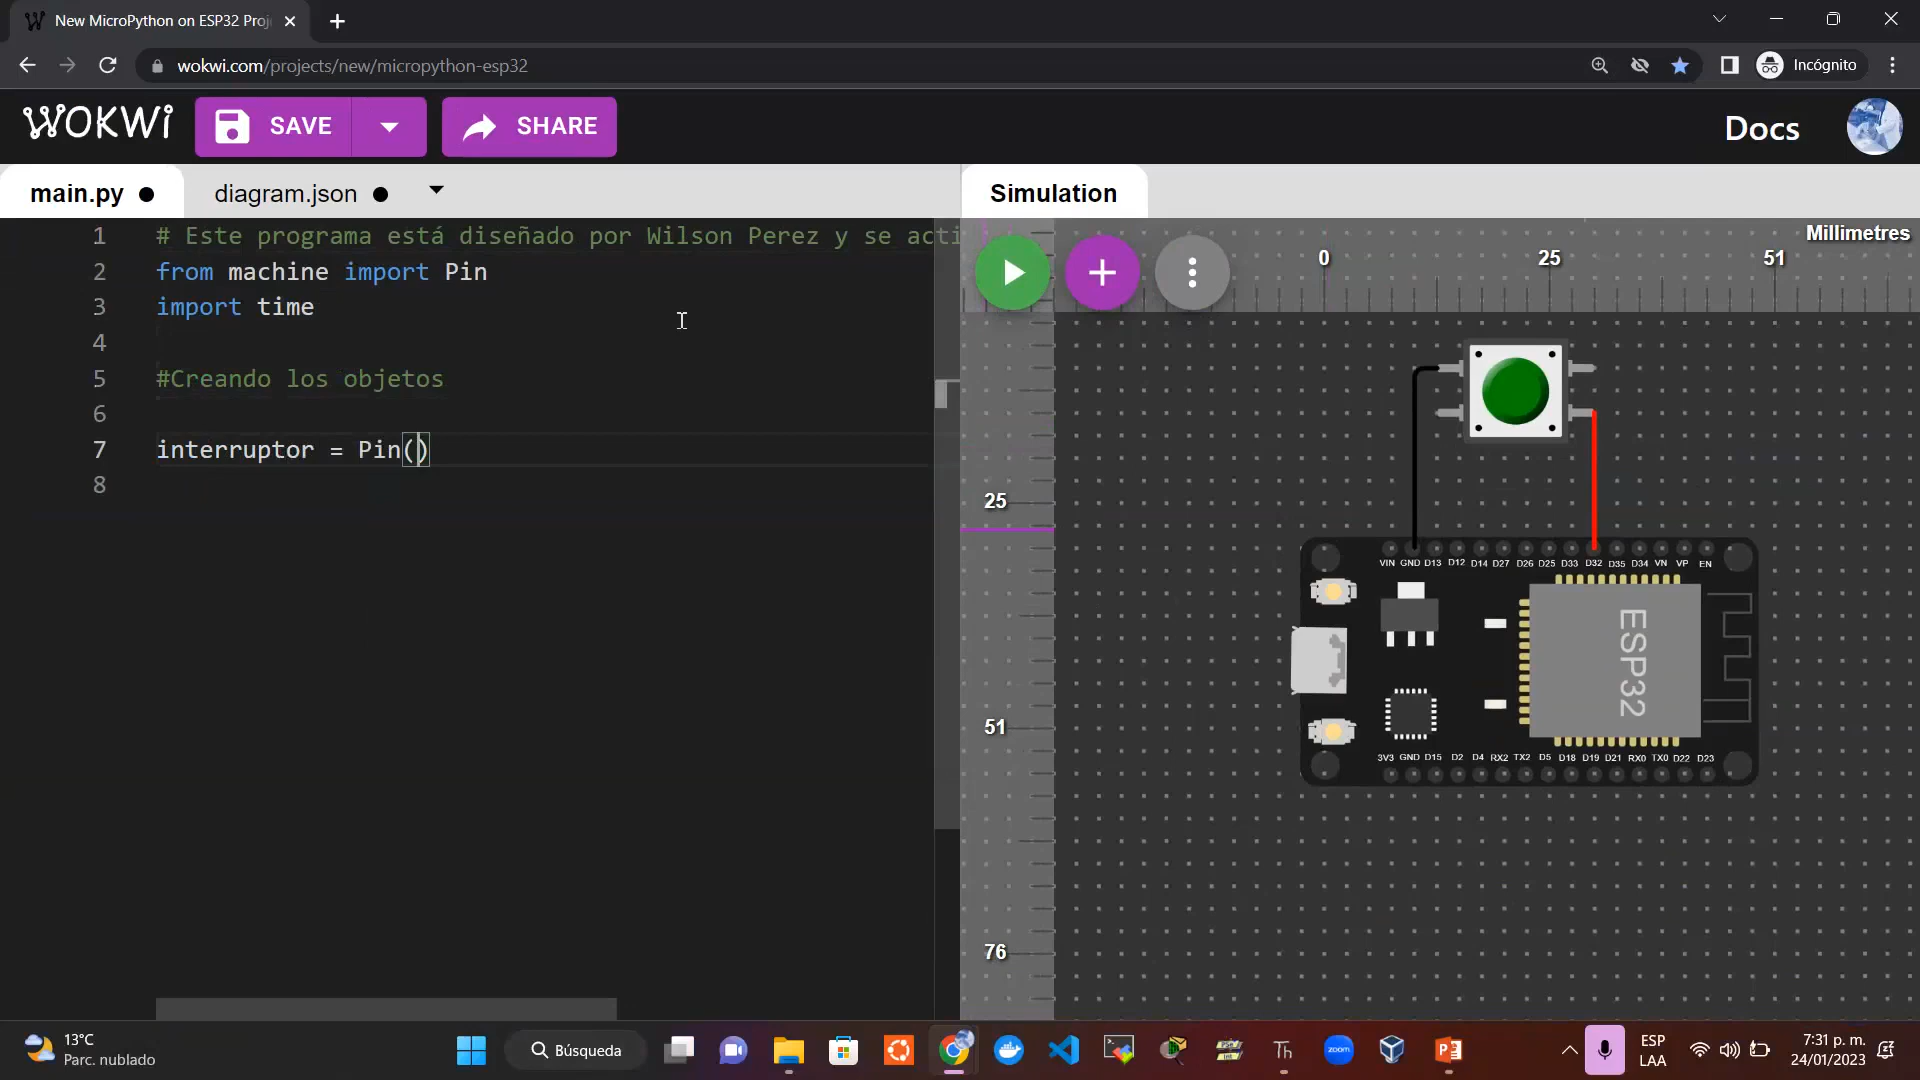 New MicroPython on ESP32 Proj
wokwi.com/projects/new/micropython-esp32
Incógnito
WOKWi
SAVE
SHARE
Docs
main.py
diagram.json
Simulation
1 # Este programa está diseñado por Wilson Perez y se acti
2 from machine import Pin
3 import time
4
5 #Creando los objetos
6
7 interruptor = Pin()
8
Millimetres
0 25 51
25
51
76
VIN GND D13 D12 D14 D27 D26 D25 D33 D32 D35 D34 VN VP EN
ESP32
3V3 GND D15 D2 D4 RX2 TX2 D5 D18 D19 D21 RX0 TX0 D22 D23
13°C
Parc. nublado
Búsqueda
Th
zoom
ESP
LAA
7:31 p. m.
24/01/2023